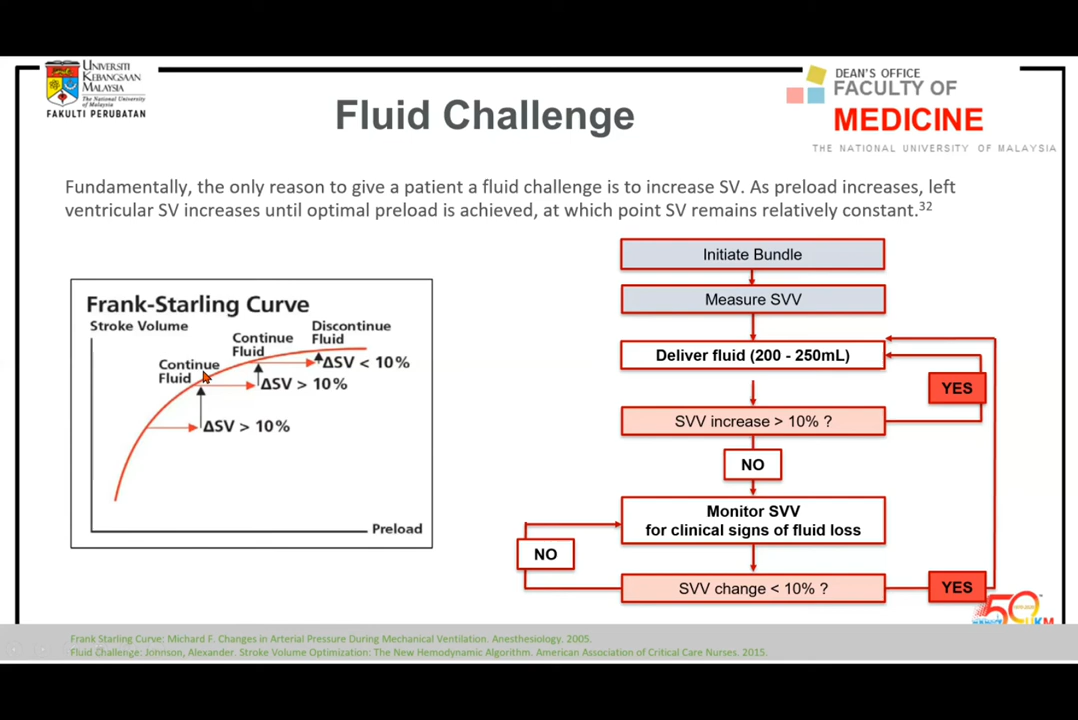 UNIVERSITI
KEBANGSAAN
MALAYSIA
The National University
of Malaysia
FAKULTI PERUBATAN
Fluid Challenge
DEAN'S OFFICE
FACULTY OF
MEDICINE
THE NATIONAL UNIVERSITY OF MALAYSIA
Fundamentally, the only reason to give a patient a fluid challenge is to increase SV. As preload increases, left
ventricular SV increases until optimal preload is achieved, at which point SV remains relatively constant.32
Frank-Starling Curve
Stroke Volume
Discontinue
Fluid
Continue
Fluid
Continue
Fluid
ΔSV < 10%
ΔSV > 10%
ΔSV > 10%
Preload
Initiate Bundle
Measure SVV
Deliver fluid (200 - 250mL)
YES
SVV increase > 10% ?
NO
Monitor SVV
for clinical signs of fluid loss
NO
SVV change < 10% ?
YES
50
UKM
Frank Starling Curve: Michard F. Changes in Arterial Pressure During Mechanical Ventilation. Anesthesiology. 2005.
Fluid Challenge: Jonnson, Alexander. Stroke Volume Optimization: The New Hemodynamic Algorithm. American Association of Critical Care Nurses. 2015.